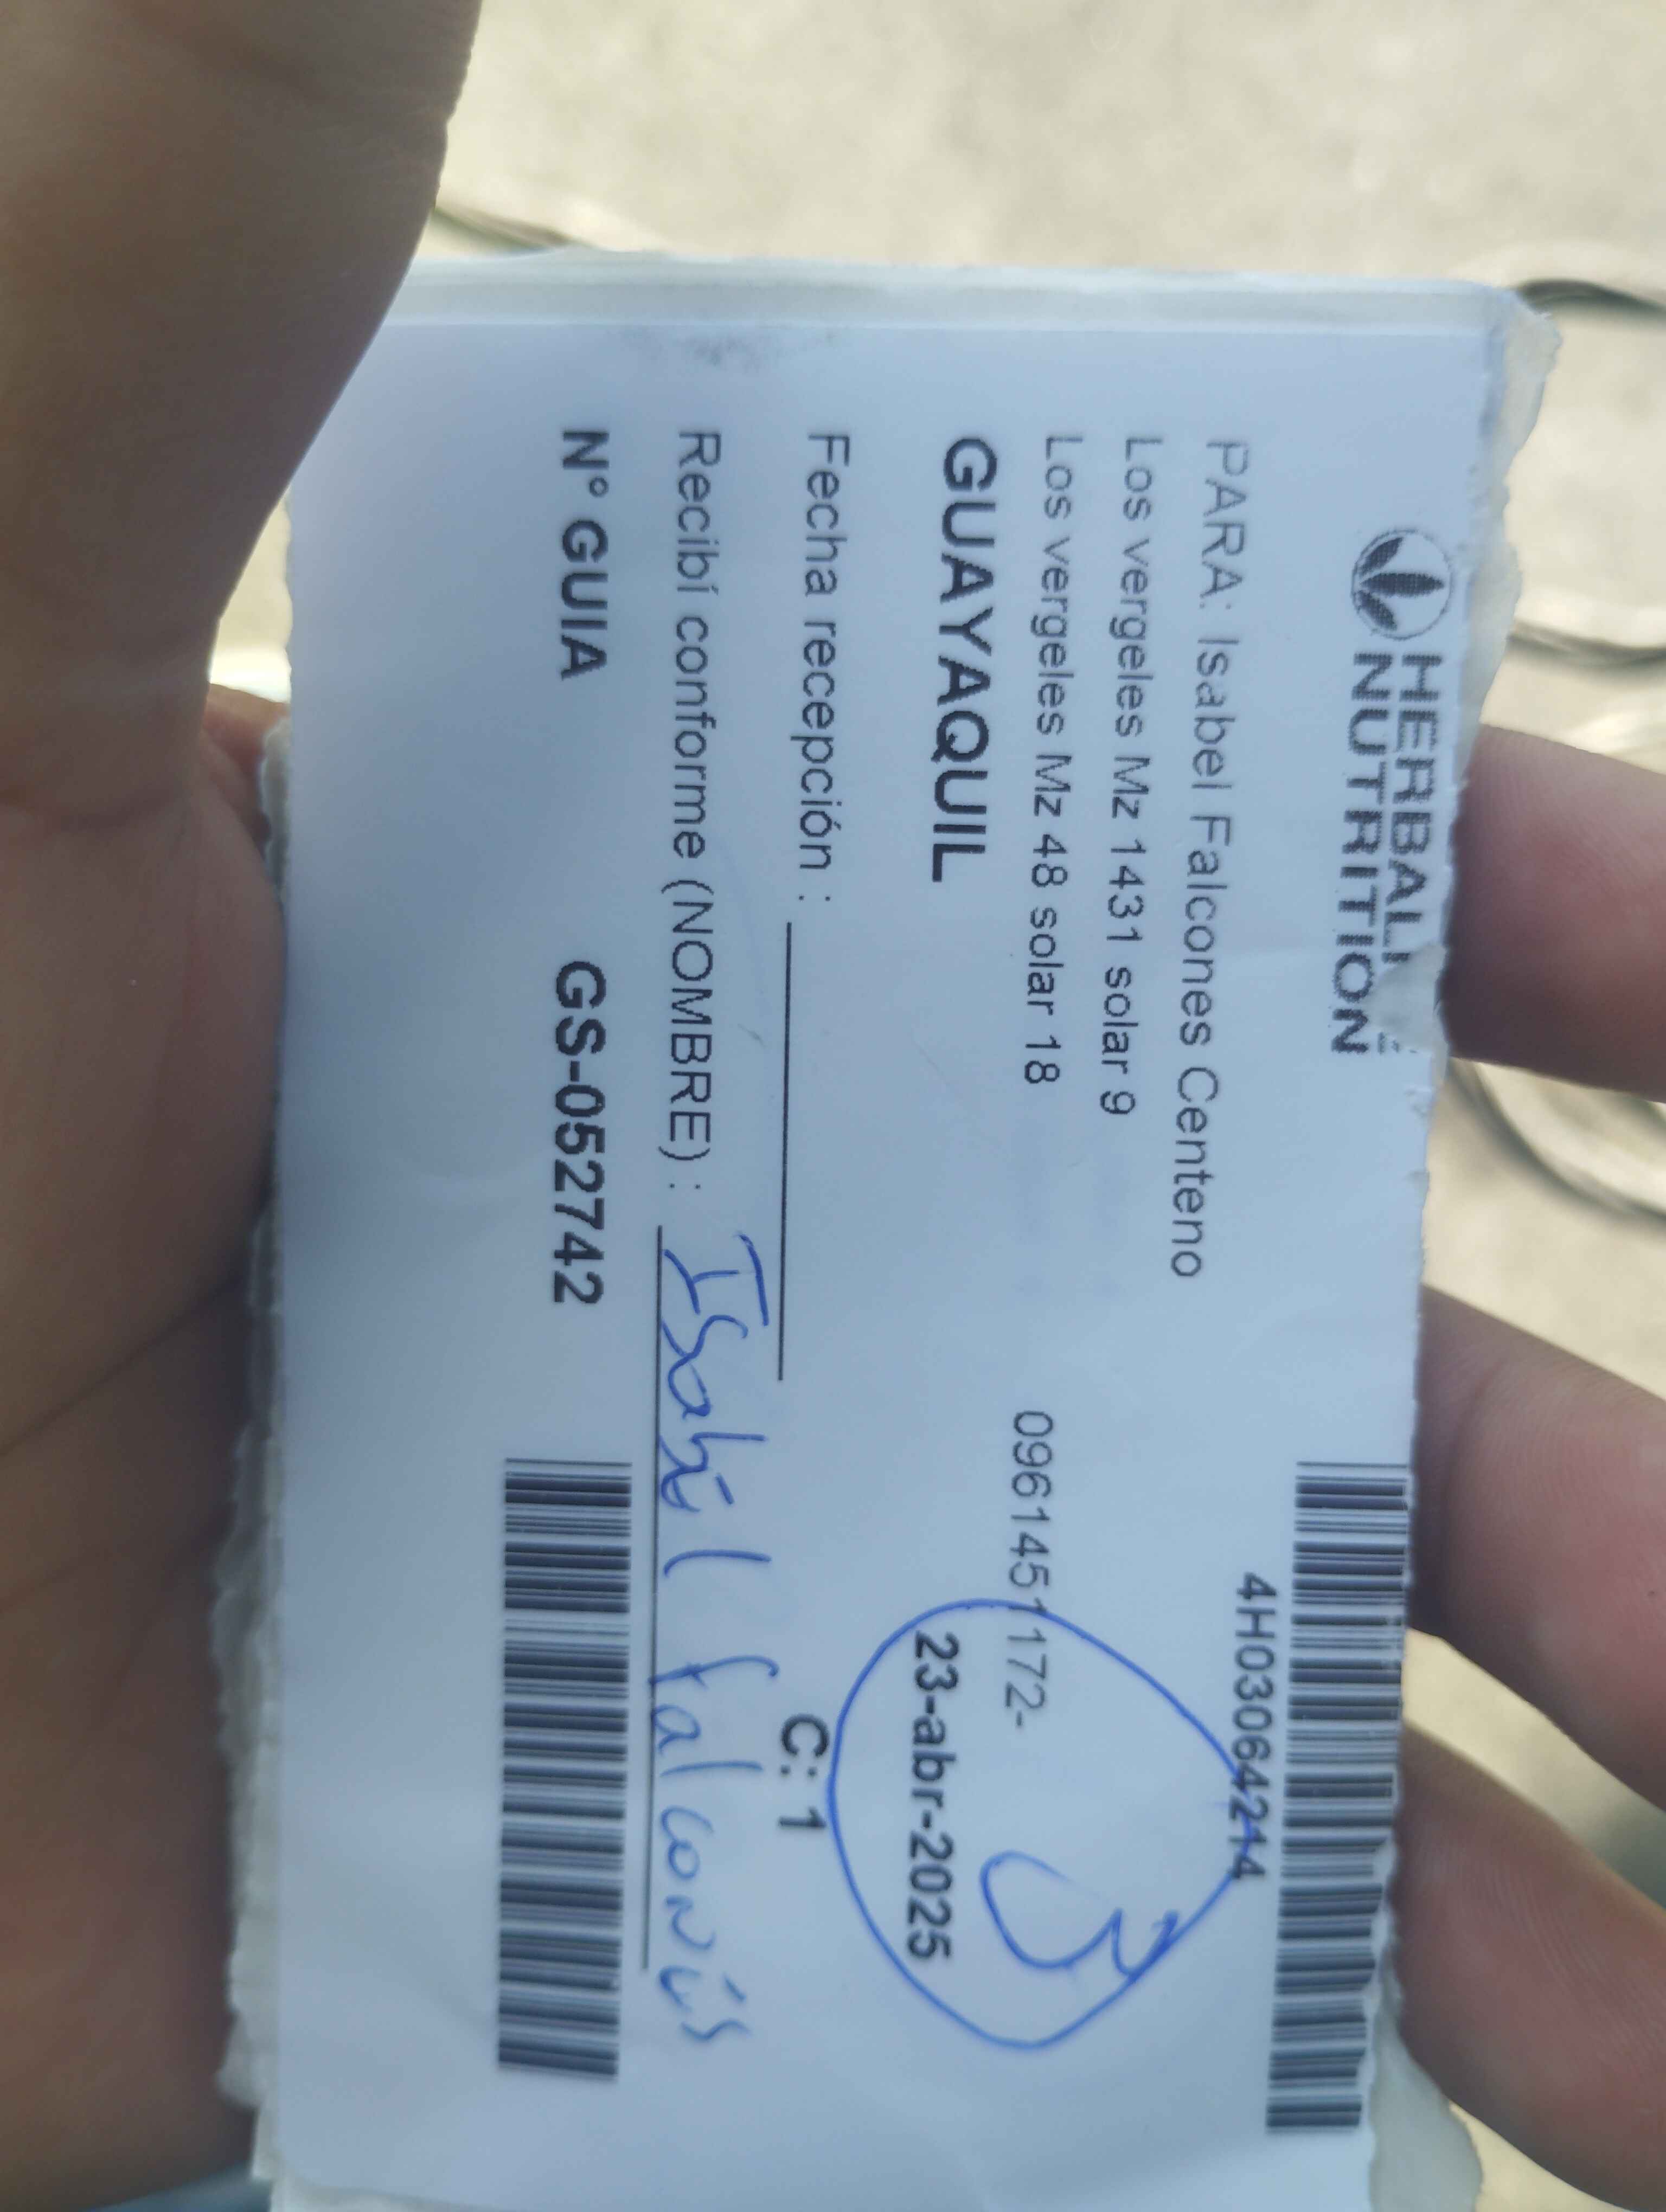 HERBALI
NUTRITION
4H03064214
PARA: Isabel Falcones Centeno
Los vergeles Mz 1431 solar 9
Los vergeles Mz 48 solar 18
0961451172-
GUAYAQUIL
23-abr-2025
Fecha recepción :
C: 1
Recibí conforme (NOMBRE) : Isabel falcones
N° GUIA GS-052742